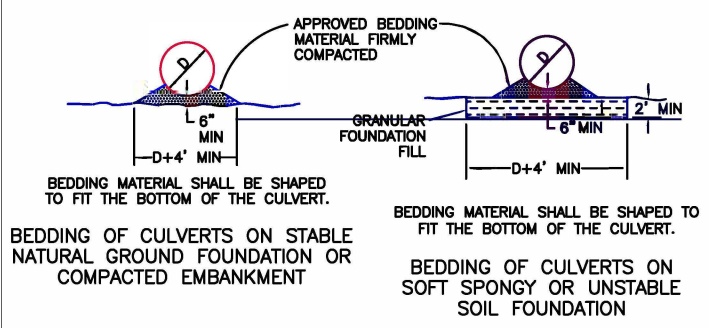 APPROVED BEDDING
MATERIAL FIRMLY
COMPACTED
D
6"
MIN
D+4' MIN
BEDDING MATERIAL SHALL BE SHAPED
TO FIT THE BOTTOM OF THE CULVERT.
BEDDING OF CULVERTS ON STABLE
NATURAL GROUND FOUNDATION OR
COMPACTED EMBANKMENT
D
2' MIN
GRANULAR
FOUNDATION
FILL
6" MIN
D+4' MIN
BEDDING MATERIAL SHALL BE SHAPED TO
FIT THE BOTTOM OF THE CULVERT.
BEDDING OF CULVERTS ON
SOFT SPONGY OR UNSTABLE
SOIL FOUNDATION